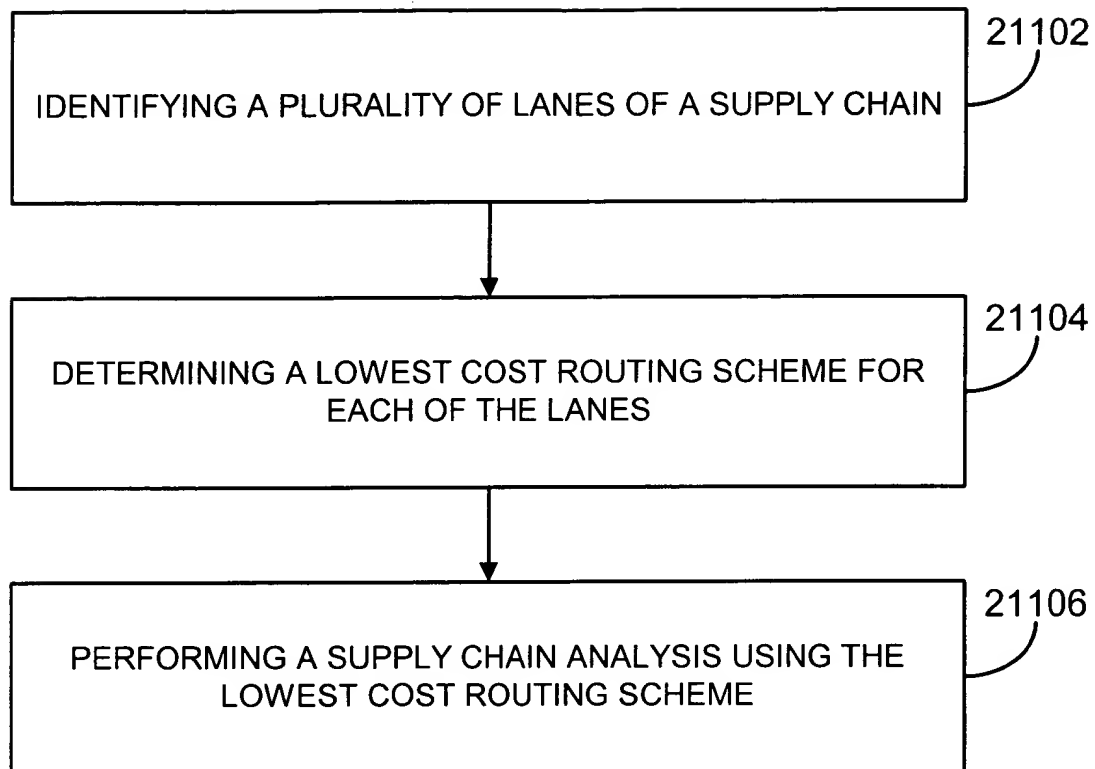 21102
IDENTIFYING A PLURALITY OF LANES OF A SUPPLY CHAIN
21104
DETERMINING A LOWEST COST ROUTING SCHEME FOR
EACH OF THE LANES
21106
PERFORMING A SUPPLY CHAIN ANALYSIS USING THE
LOWEST COST ROUTING SCHEME